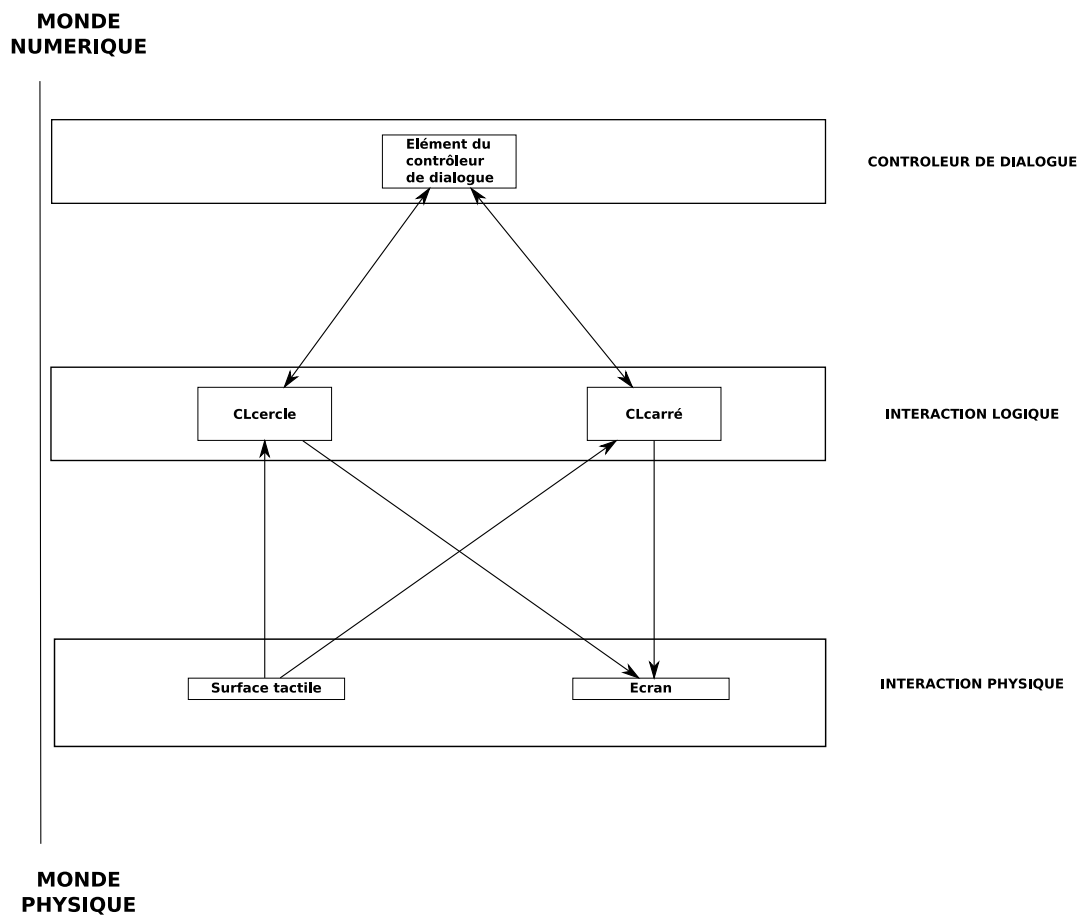 MONDE
NUMERIQUE
Elément du
contrôleur
de dialogue
CONTROLEUR DE DIALOGUE
CLcercle
CLcarré
INTERACTION LOGIQUE
Surface tactile
Ecran
INTERACTION PHYSIQUE
MONDE
PHYSIQUE